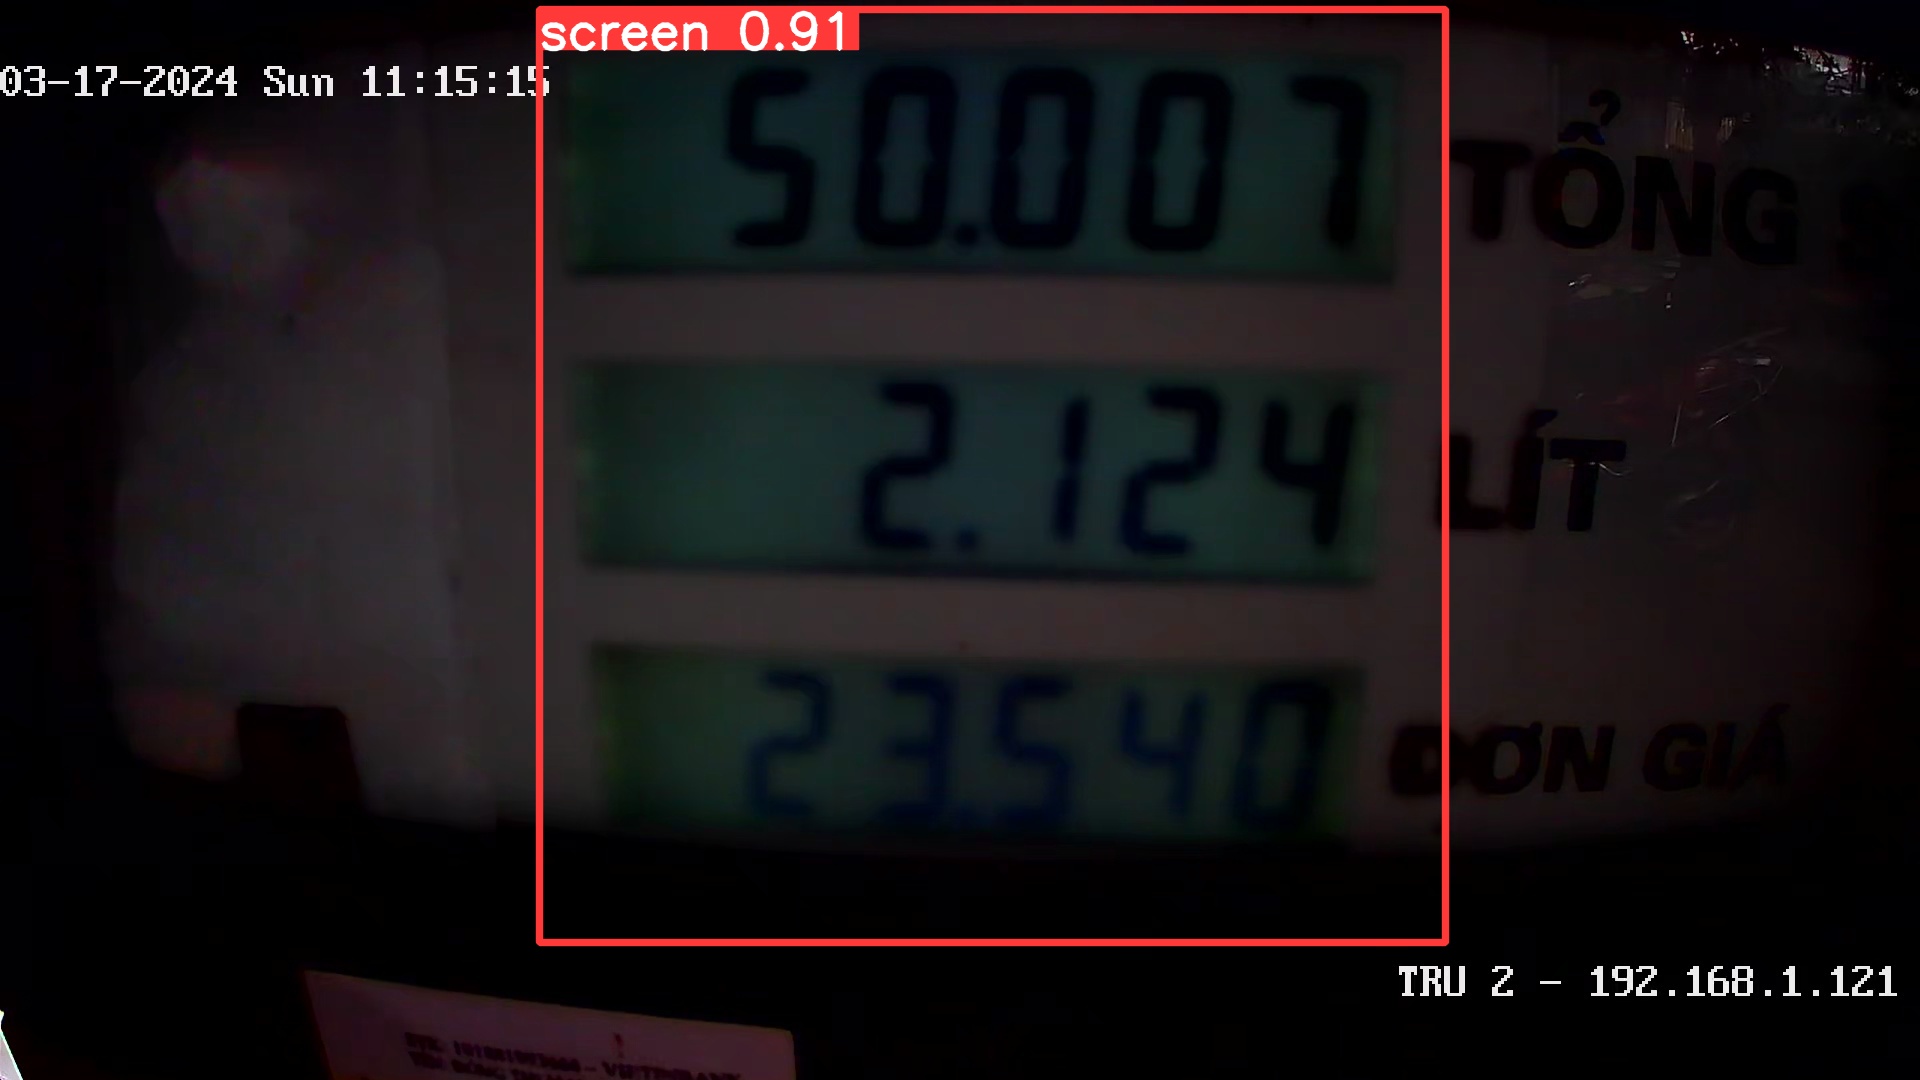 screen 0.91
03-17-2024 Sun 11:15:15
50.007
TỔNG
2.124
LÍT
23.540
ĐƠN GIÁ
TRU 2 - 192.168.1.121
VIETINBANK